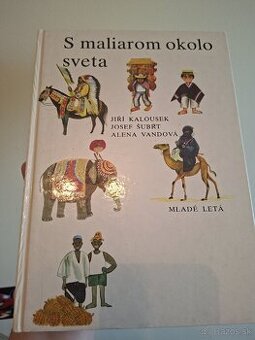 S maliarom okolo
sveta
JIŘÍ KALOUSEK
JOSEF ŠUBRT
ALENA VANDOVÁ
MLADÉ LETÁ